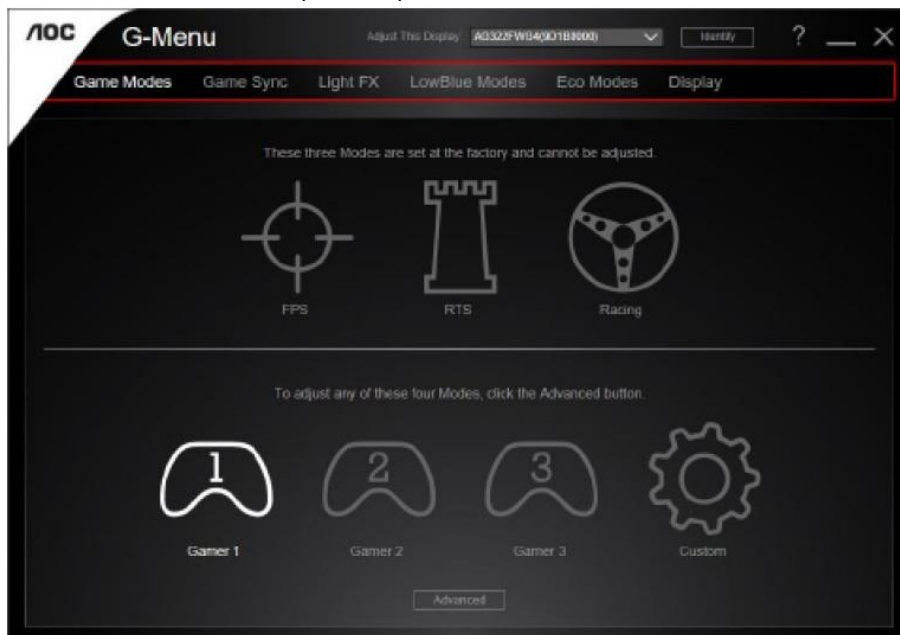 AOC G-Menu Adjust This Display: AG322FWG4(9O1B8000) Identify ?
Game Modes Game Sync Light FX LowBlue Modes Eco Modes Display
These three Modes are set at the factory and cannot be adjusted.
FPS RTS Racing
To adjust any of these four Modes, click the Advanced button.
1 2 3
Gamer 1 Gamer 2 Gamer 3 Custom
Advanced